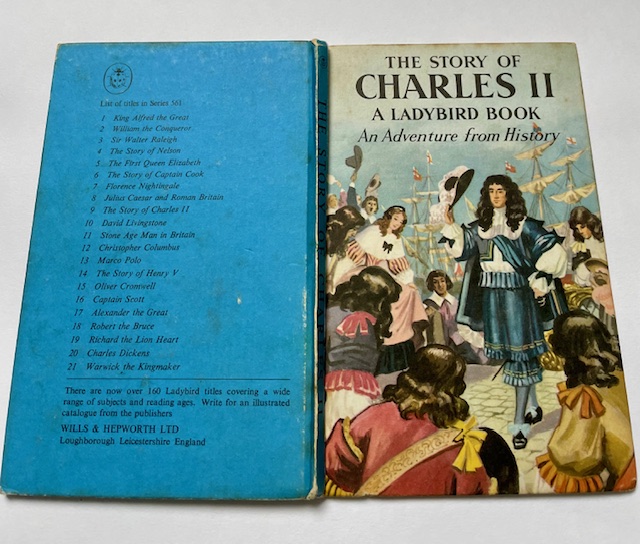 List of titles in Series 561
1 King Alfred the Great
2 William the Conqueror
3 Sir Walter Raleigh
4 The Story of Nelson
5 The First Queen Elizabeth
6 The Story of Captain Cook
7 Florence Nightingale
8 Julius Caesar and Roman Britain
9 The Story of Charles II
10 David Livingstone
11 Stone Age Man in Britain
12 Christopher Columbus
13 Marco Polo
14 The Story of Henry V
15 Oliver Cromwell
16 Captain Scott
17 Alexander the Great
18 Robert the Bruce
19 Richard the Lion Heart
20 Charles Dickens
21 Warwick the Kingmaker
There are now over 160 Ladybird titles covering a wide
range of subjects and reading ages. Write for an illustrated
catalogue from the publishers
WILLS & HEPWORTH LTD
Loughborough Leicestershire England
THE STORY OF
CHARLES II
A LADYBIRD BOOK
An Adventure from History